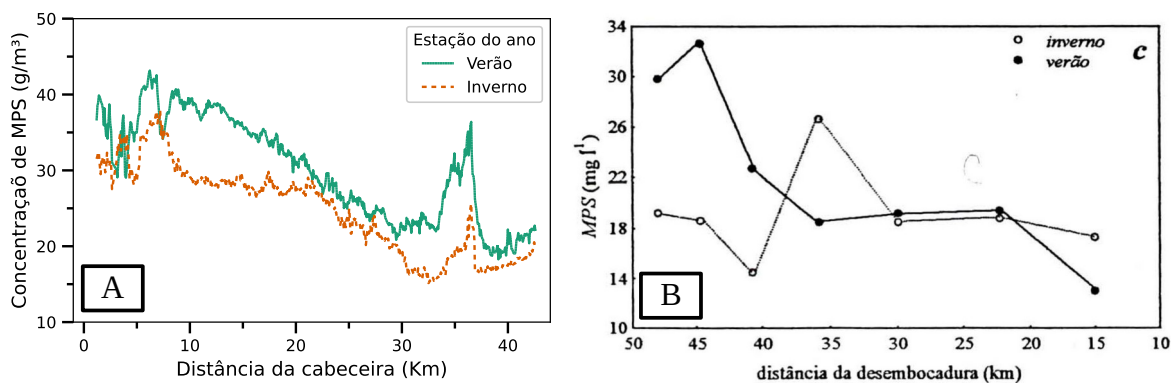 Concentração de MPS (g/m³)
50
40
30
20
10
Estação do ano
Verão
Inverno
A
0
10
20
30
40
Distância da cabeceira (Km)
MPS (mg l¹)
34
30
26
22
18
14
10
inverno
verão
c
B
50
45
40
35
30
25
20
15
10
distância da desembocadura (km)